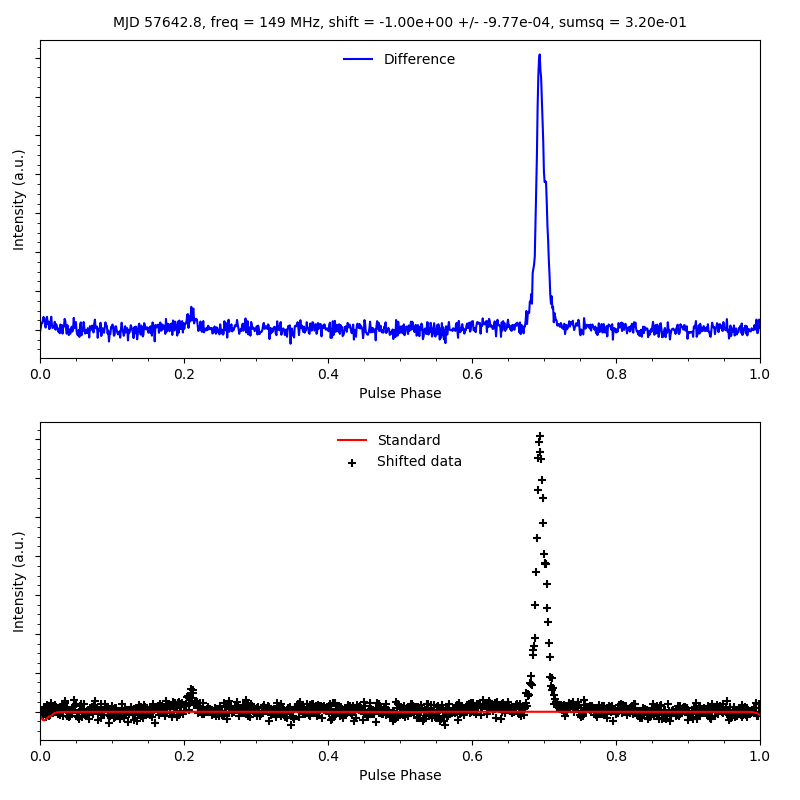 MJD 57642.8, freq = 149 MHz, shift = -1.00e+00 +/- -9.77e-04, sumsq = 3.20e-01
Difference
Intensity (a.u.)
0.0 0.2 0.4 0.6 0.8 1.0
Pulse Phase
Standard
Shifted data
Intensity (a.u.)
0.0 0.2 0.4 0.6 0.8 1.0
Pulse Phase